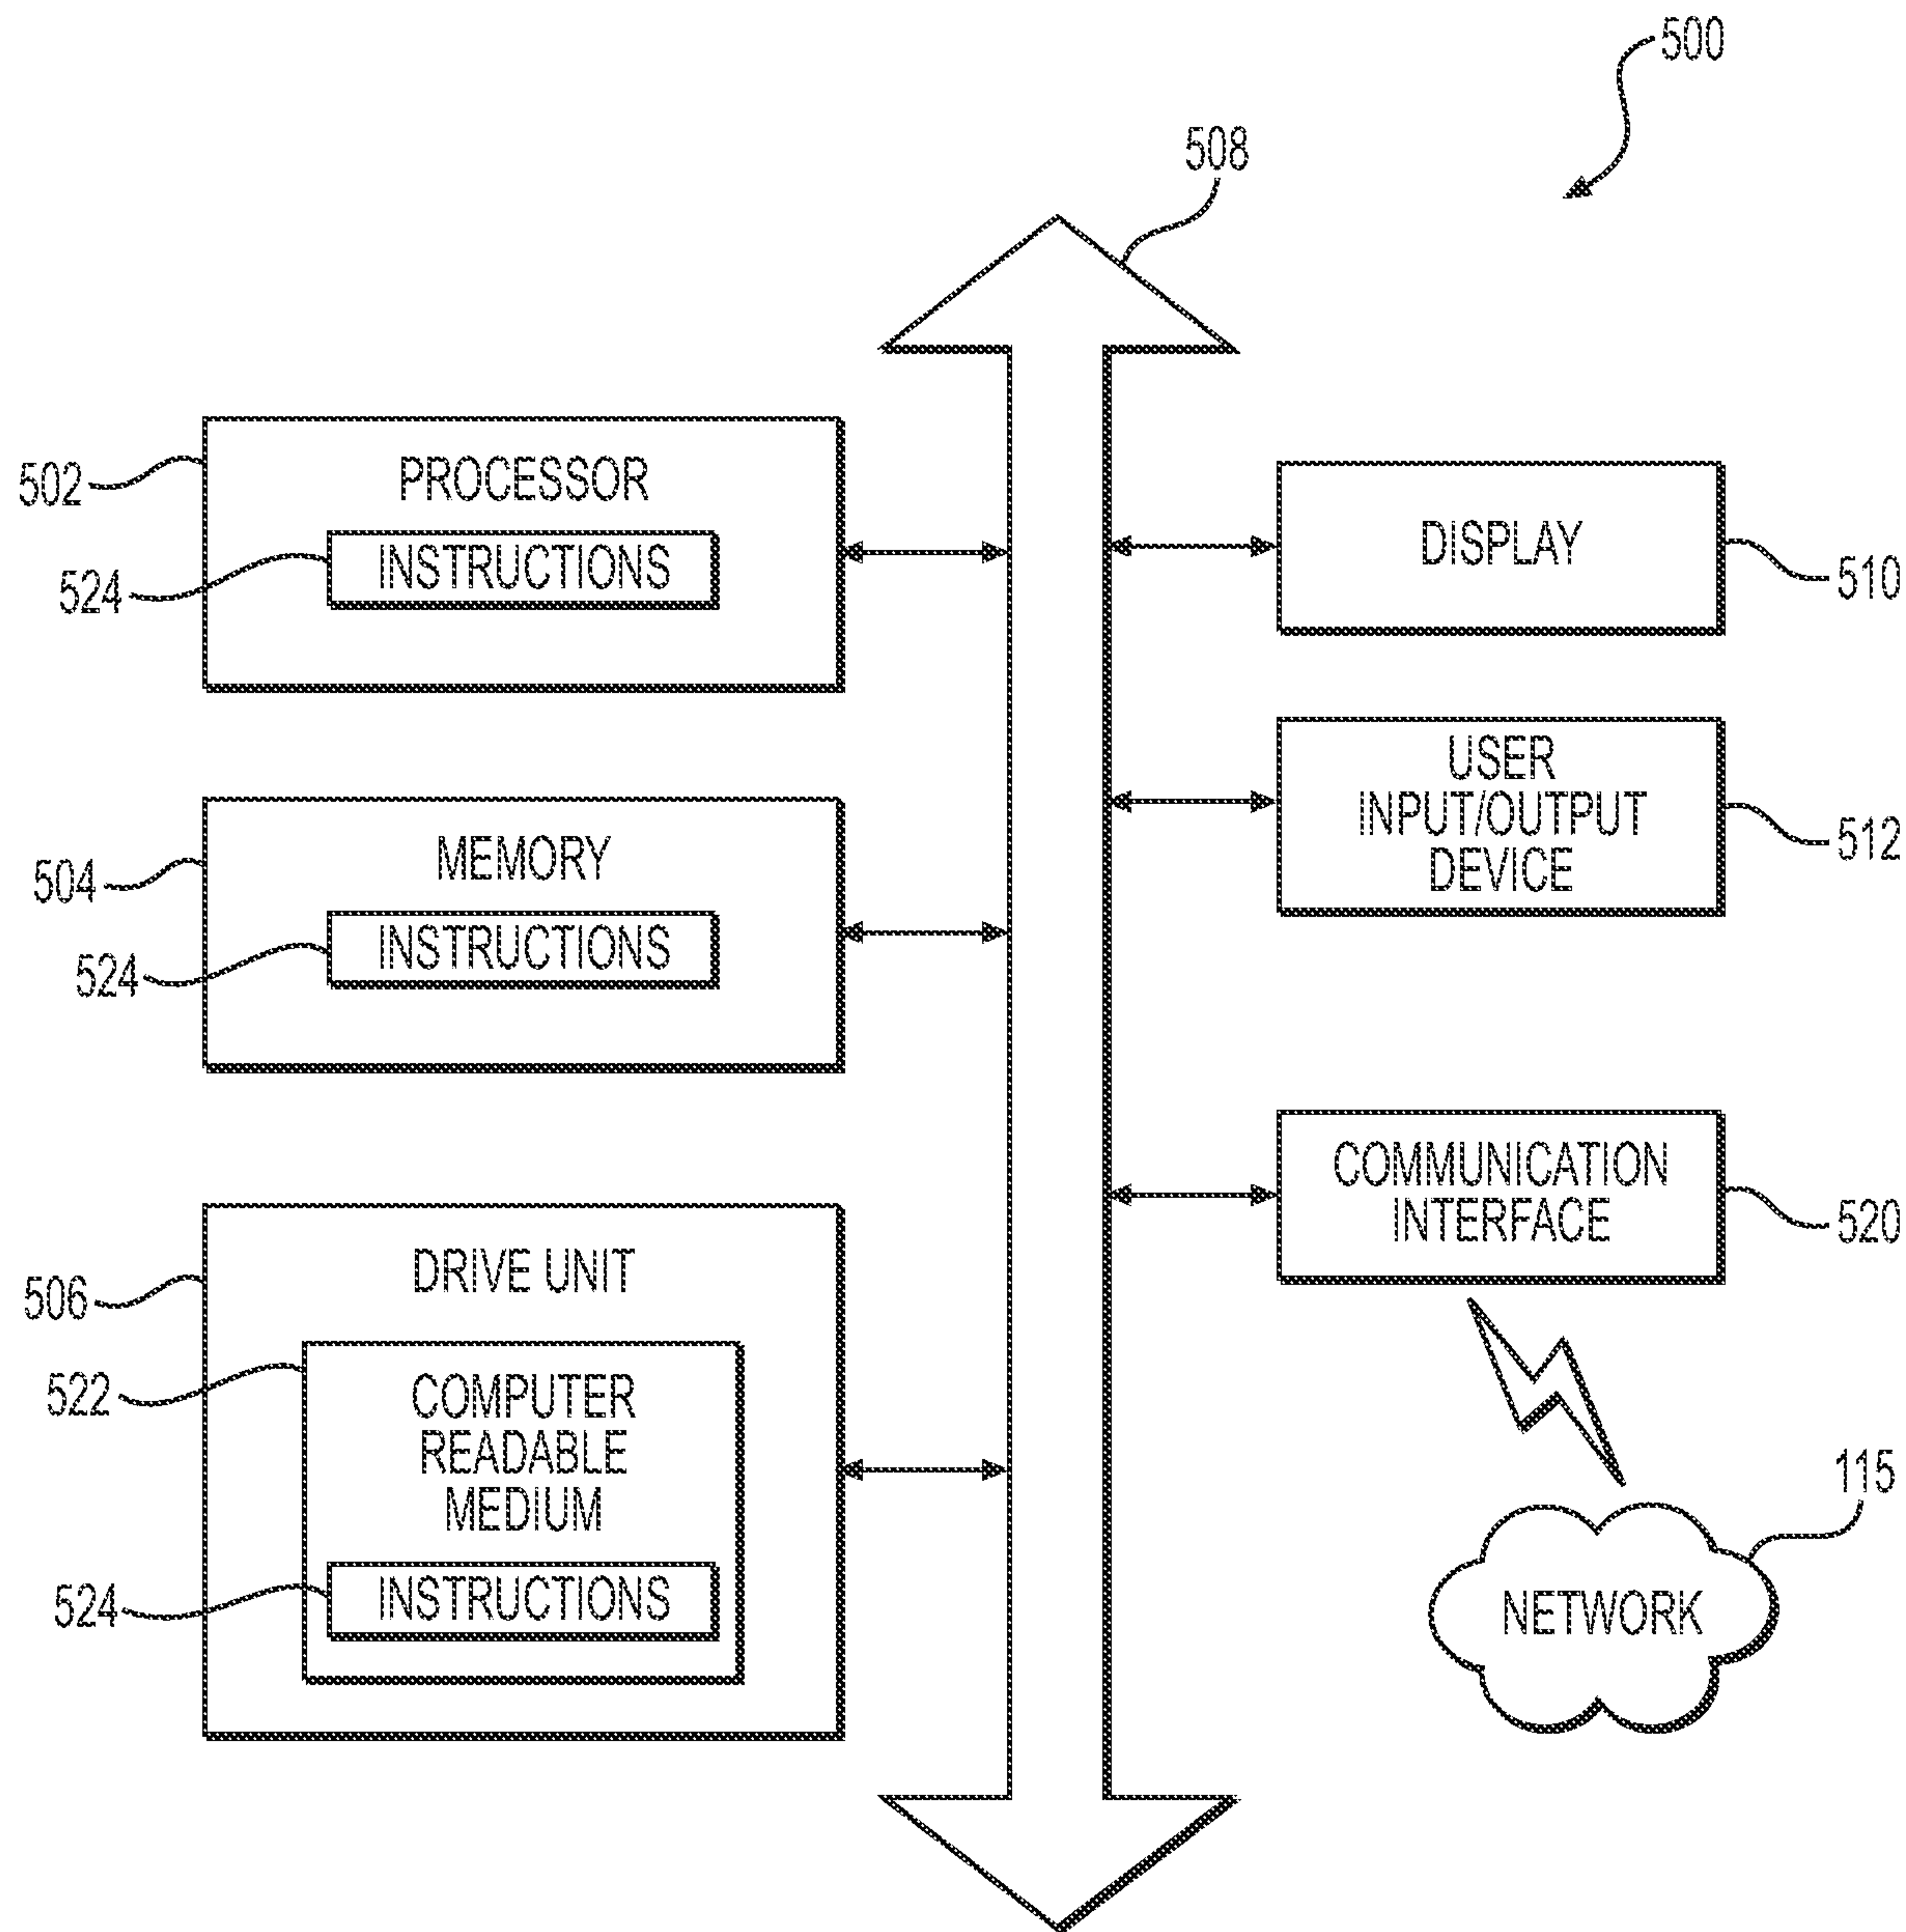 500
508
502
PROCESSOR
524
INSTRUCTIONS
DISPLAY
510
USER
INPUT/OUTPUT
DEVICE
512
504
MEMORY
524
INSTRUCTIONS
COMMUNICATION
INTERFACE
520
506
DRIVE UNIT
522
COMPUTER
READABLE
MEDIUM
524
INSTRUCTIONS
115
NETWORK